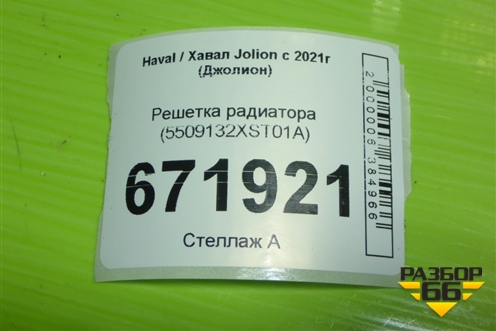 Haval / Хавал Jolion с 2021г
(Джолион)
Решетка радиатора
(5509132XST01A)
671921
Стеллаж А
2000006384966
РАЗБОР
66